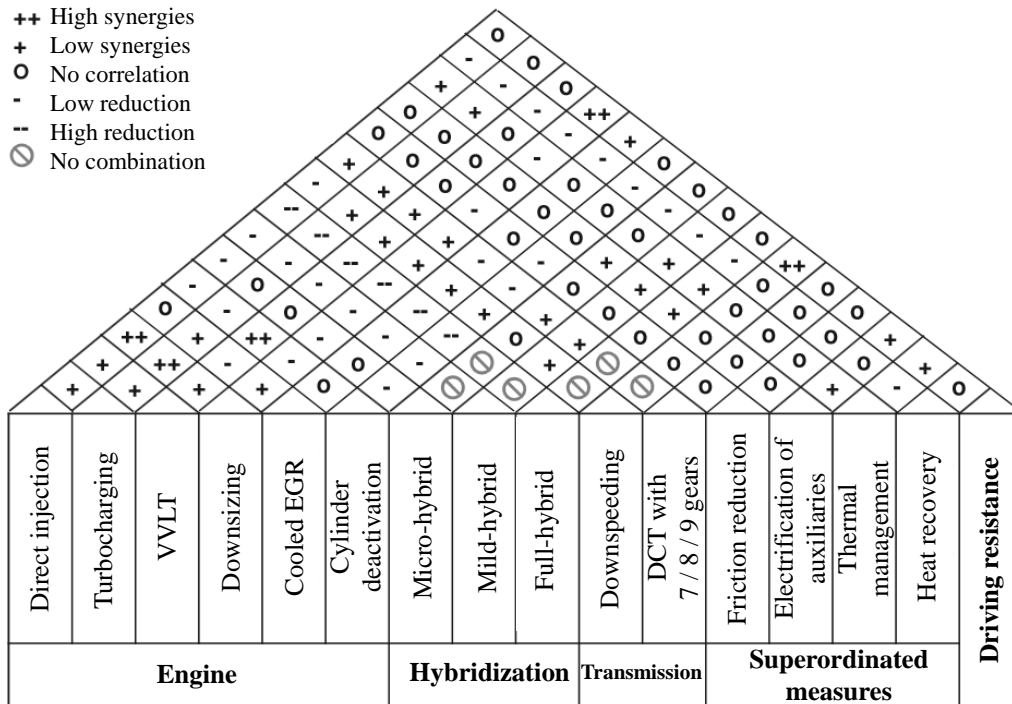 ++ High synergies
+ Low synergies
O No correlation
- Low reduction
-- High reduction
⊘ No combination
O
- O
+ - O
O + - ++
O O O - +
+ O O - - O
- + O O O - O
-- + + - O O - O
- -- + + O O O - O
- - -- + - - + + - ++
- O - -- + - O + + O O
O - O - -- + + O + O O O
++ + ++ - - -- O + O O O O +
+ ++ - - O - ⊘ + ⊘ O O O O +
+ + + + O - ⊘ ⊘ ⊘ ⊘ O O + - O
Direct injection
Turbocharging
VVLT
Downsizing
Cooled EGR
Cylinder
deactivation
Micro-hybrid
Mild-hybrid
Full-hybrid
Downspeeding
DCT with
7 / 8 / 9 gears
Friction reduction
Electrification of
auxiliaries
Thermal
management
Heat recovery
Driving resistance
Engine
Hybridization
Transmission
Superordinated
measures